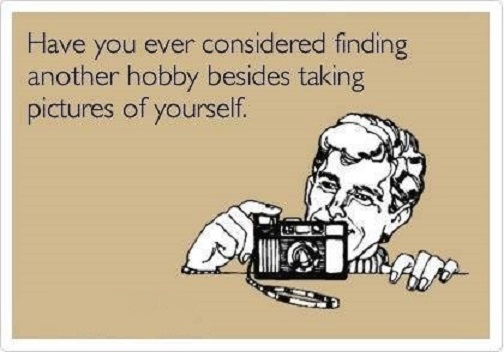 Have you ever considered finding
another hobby besides taking
pictures of yourself.